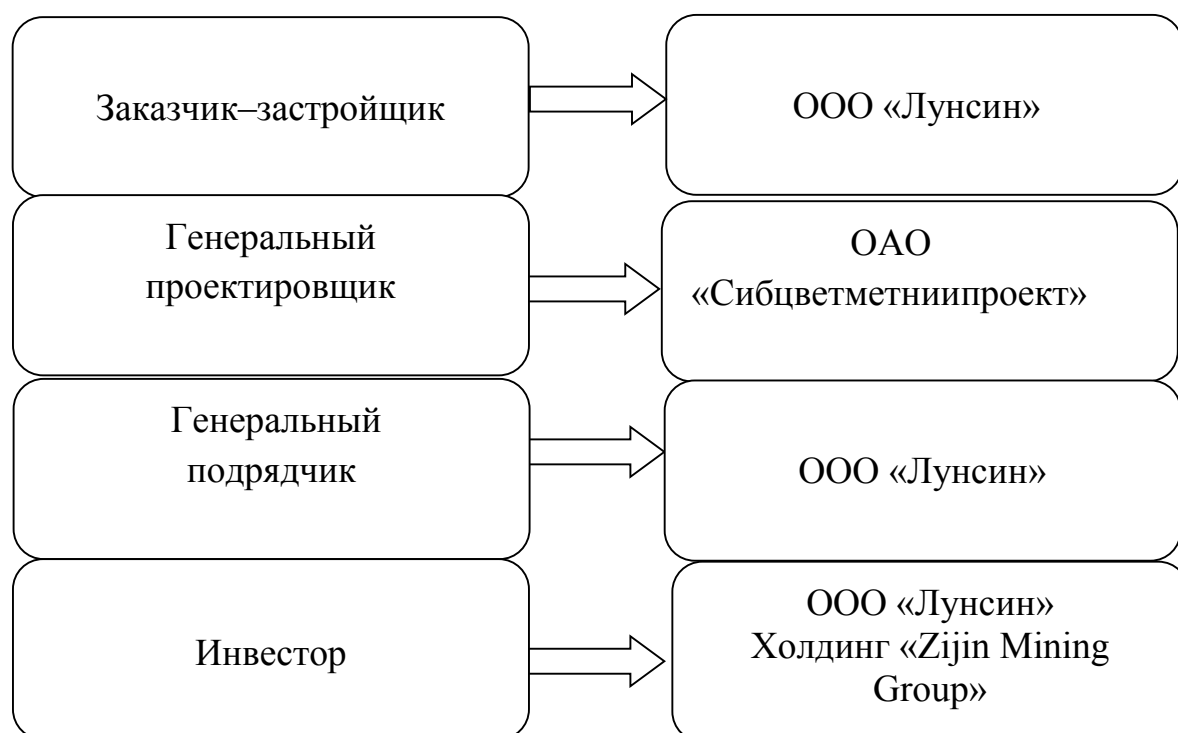 Заказчик–застройщик
ООО «Лунсин»
Генеральный
проектировщик
ОАО
«Сибцветметниипроект»
Генеральный
подрядчик
ООО «Лунсин»
Инвестор
ООО «Лунсин»
Холдинг «Zijin Mining
Group»